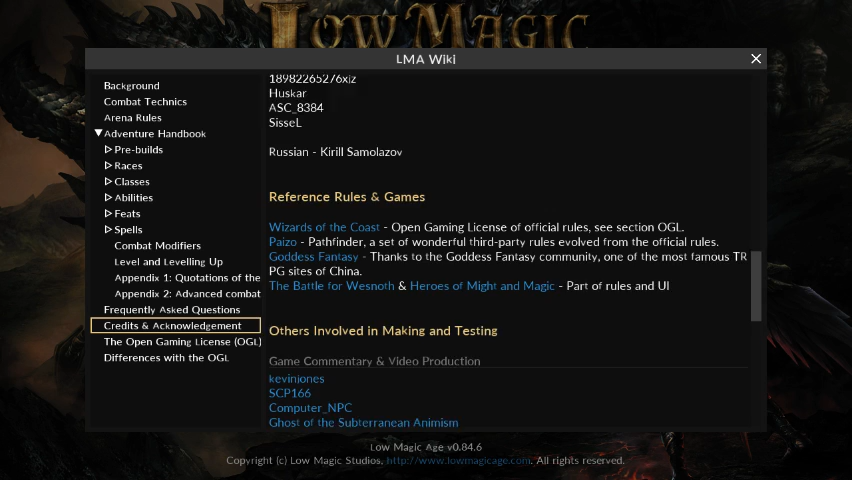 LOW MAGIC
LMA Wiki
Background
Combat Technics
Arena Rules
Adventure Handbook
Pre-builds
Races
Classes
Abilities
Feats
Spells
Combat Modifiers
Level and Levelling Up
Appendix 1: Quotations of the
Appendix 2: Advanced combat
Frequently Asked Questions
Credits & Acknowledgement
The Open Gaming License (OGL)
Differences with the OGL
18982265276xiz
Huskar
ASC_8384
SisseL
Russian - Kirill Samolazov
Reference Rules & Games
Wizards of the Coast - Open Gaming License of official rules, see section OGL.
Paizo - Pathfinder, a set of wonderful third-party rules evolved from the official rules.
Goddess Fantasy - Thanks to the Goddess Fantasy community, one of the most famous TR
PG sites of China.
The Battle for Wesnoth & Heroes of Might and Magic - Part of rules and UI
Others Involved in Making and Testing
Game Commentary & Video Production
kevinjones
SCP166
Computer_NPC
Ghost of the Subterranean Animism
Low Magic Age v0.84.6
Copyright (c) Low Magic Studios, http://www.lowmagicage.com. All rights reserved.